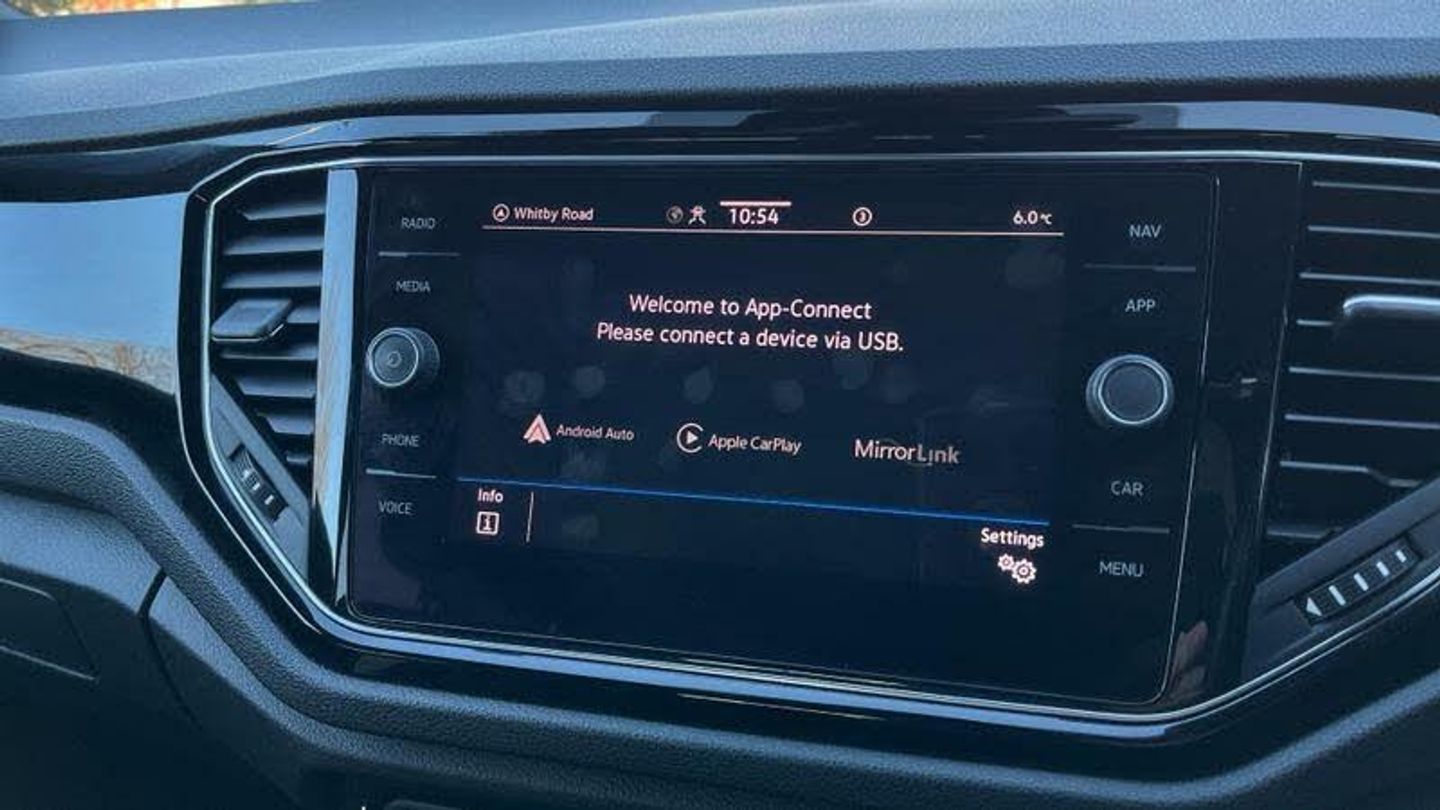 RADIO
MEDIA
PHONE
VOICE
Whitby Road
10:54
3
6.0°C
Welcome to App-Connect
Please connect a device via USB.
Android Auto
Apple CarPlay
MirrorLink
Info
Settings
NAV
APP
CAR
MENU